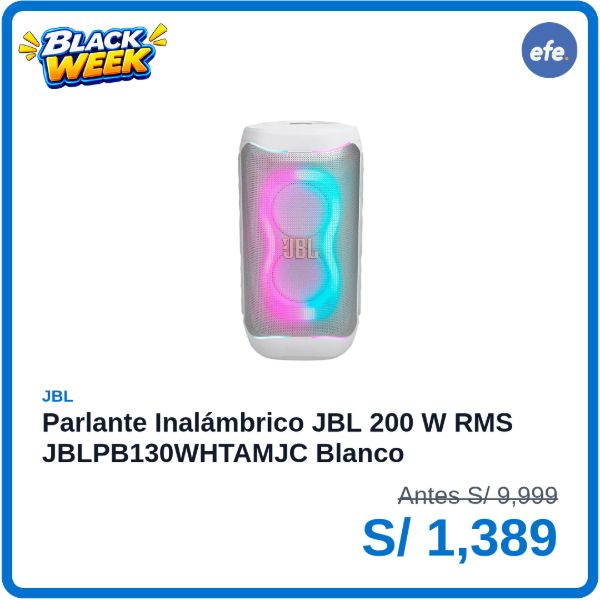 BLACK
WEEK
efe.
JBL
JBL
Parlante Inalámbrico JBL 200 W RMS
JBLPB130WHTAMJC Blanco
Antes S/ 9,999
S/ 1,389